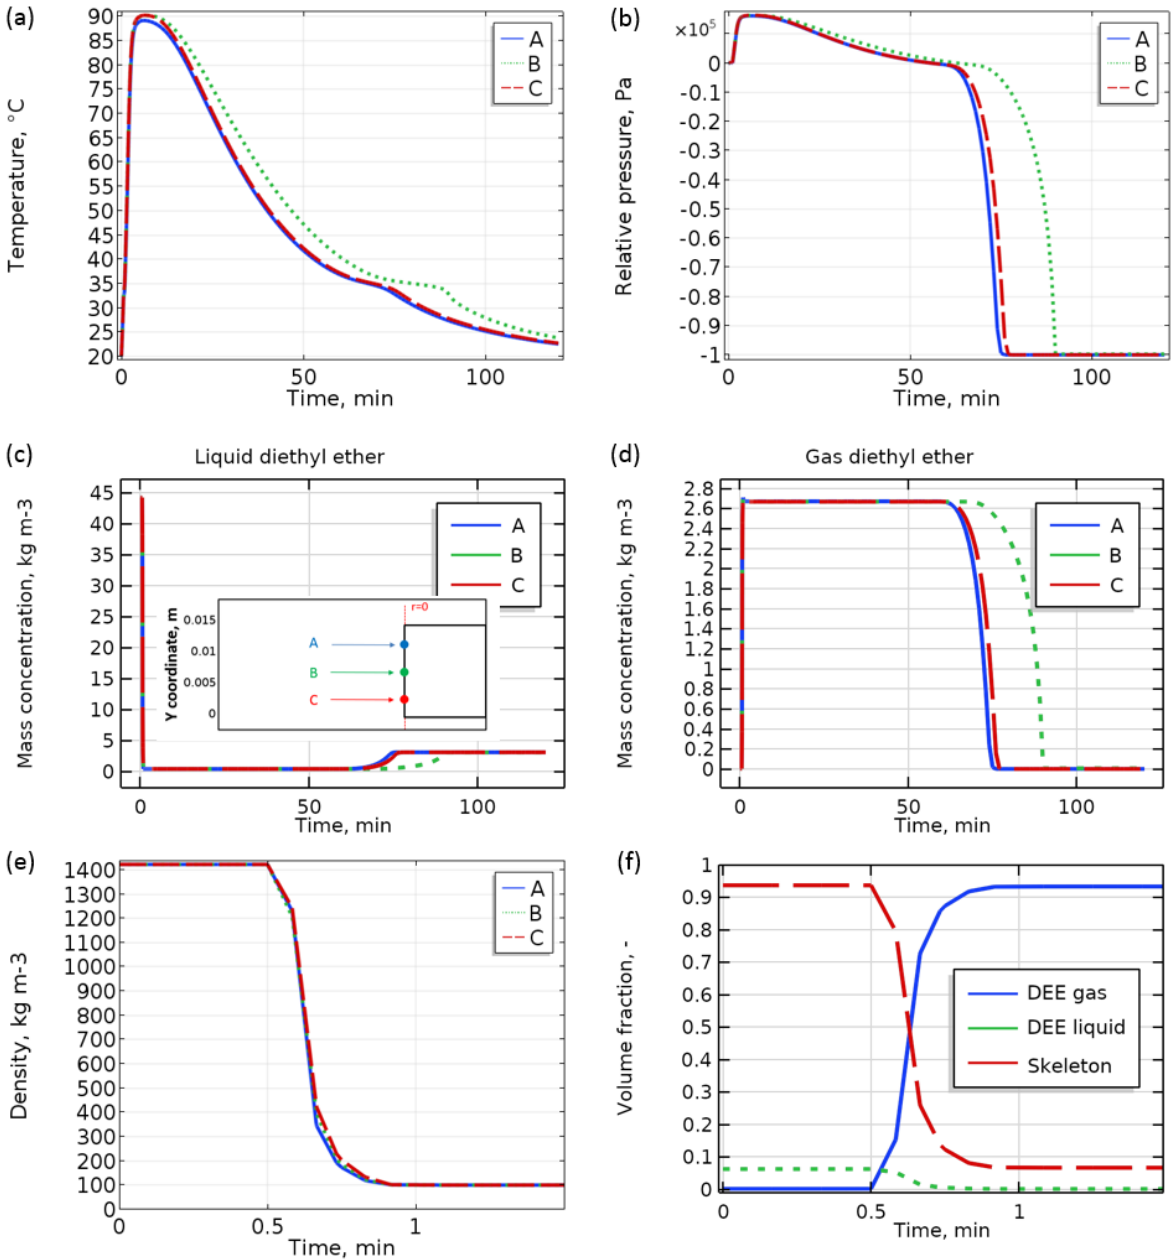 (a)
Temperature, °C
90
85
80
75
70
65
60
55
50
45
40
35
30
25
20
0
50
100
Time, min
A
B
C
(b)
Relative pressure, Pa
×10⁵
0
-0.1
-0.2
-0.3
-0.4
-0.5
-0.6
-0.7
-0.8
-0.9
-1
0
50
100
Time, min
A
B
C
(c)
Liquid diethyl ether
Mass concentration, kg m-3
45
40
35
30
25
20
15
10
5
0
0
50
100
Time, min
A
B
C
r=0
Y coordinate, m
0.015
0.01
0.005
0
A
B
C
(d)
Gas diethyl ether
Mass concentration, kg m-3
2.8
2.6
2.4
2.2
2
1.8
1.6
1.4
1.2
1
0.8
0.6
0.4
0.2
0
0
50
100
Time, min
A
B
C
(e)
Density, kg m-3
1400
1300
1200
1100
1000
900
800
700
600
500
400
300
200
100
0
0
0.5
1
Time, min
A
B
C
(f)
Volume fraction, -
1
0.9
0.8
0.7
0.6
0.5
0.4
0.3
0.2
0.1
0
0
0.5
1
Time, min
DEE gas
DEE liquid
Skeleton